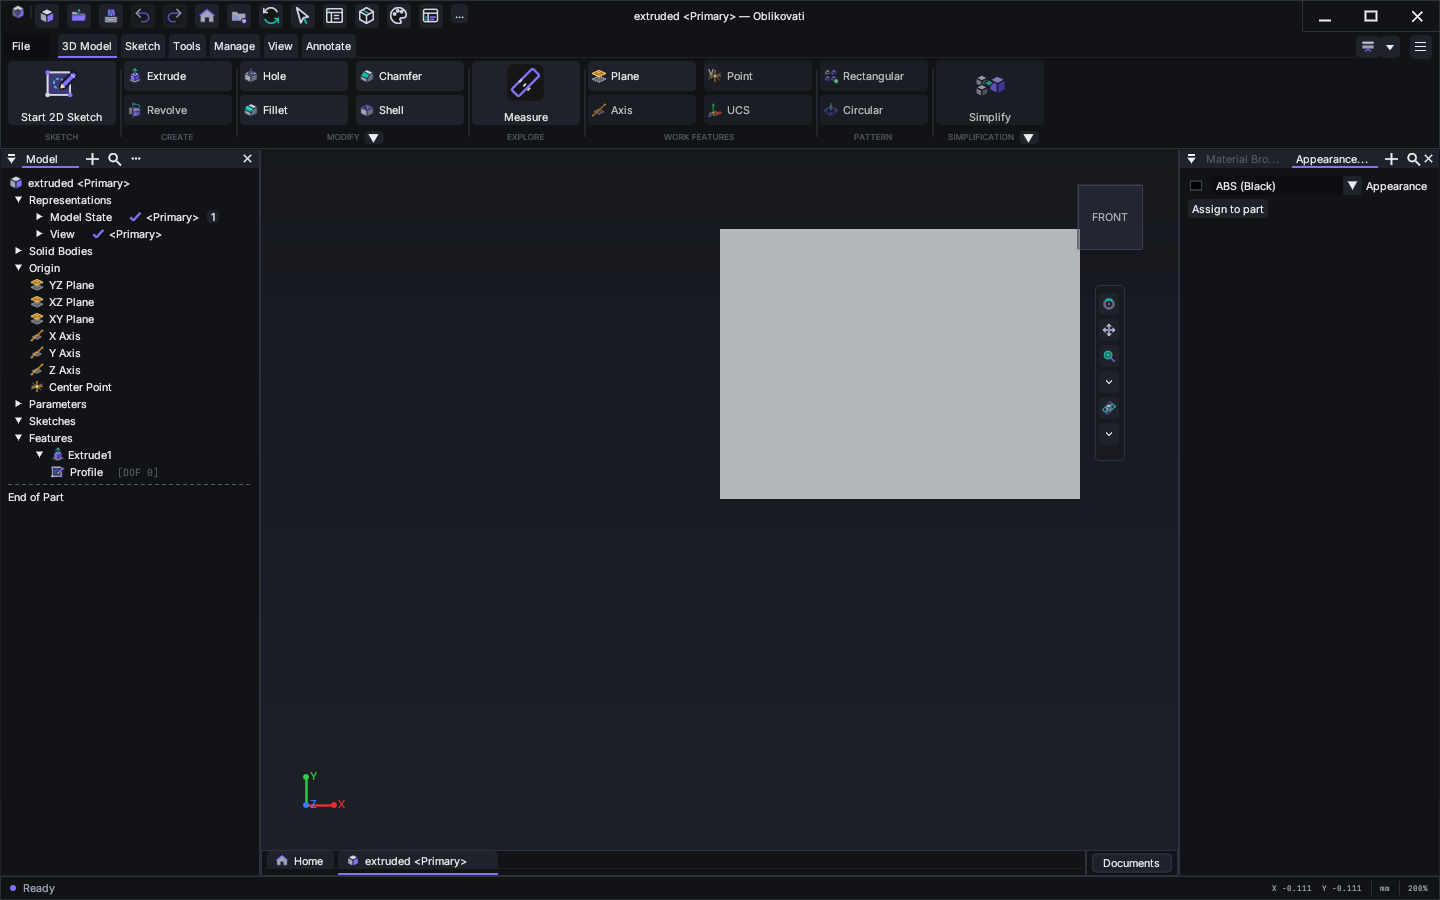 extruded <Primary> — Oblikovati
File 3D Model Sketch Tools Manage View Annotate
Start 2D Sketch
SKETCH
Extrude
Revolve
CREATE
Hole
Fillet
Chamfer
Shell
MODIFY
Measure
EXPLORE
Plane
Axis
Point
UCS
WORK FEATURES
Rectangular
Circular
PATTERN
Simplify
SIMPLIFICATION
Model
extruded <Primary>
Representations
Model State <Primary> 1
View <Primary>
Solid Bodies
Origin
YZ Plane
XZ Plane
XY Plane
X Axis
Y Axis
Z Axis
Center Point
Parameters
Sketches
Features
Extrude1
Profile [DOF 0]
End of Part
FRONT
Y
Z X
Material Bro... Appearance...
ABS (Black) Appearance
Assign to part
Home extruded <Primary> Documents
Ready X -0.111 Y -0.111 mm 200%